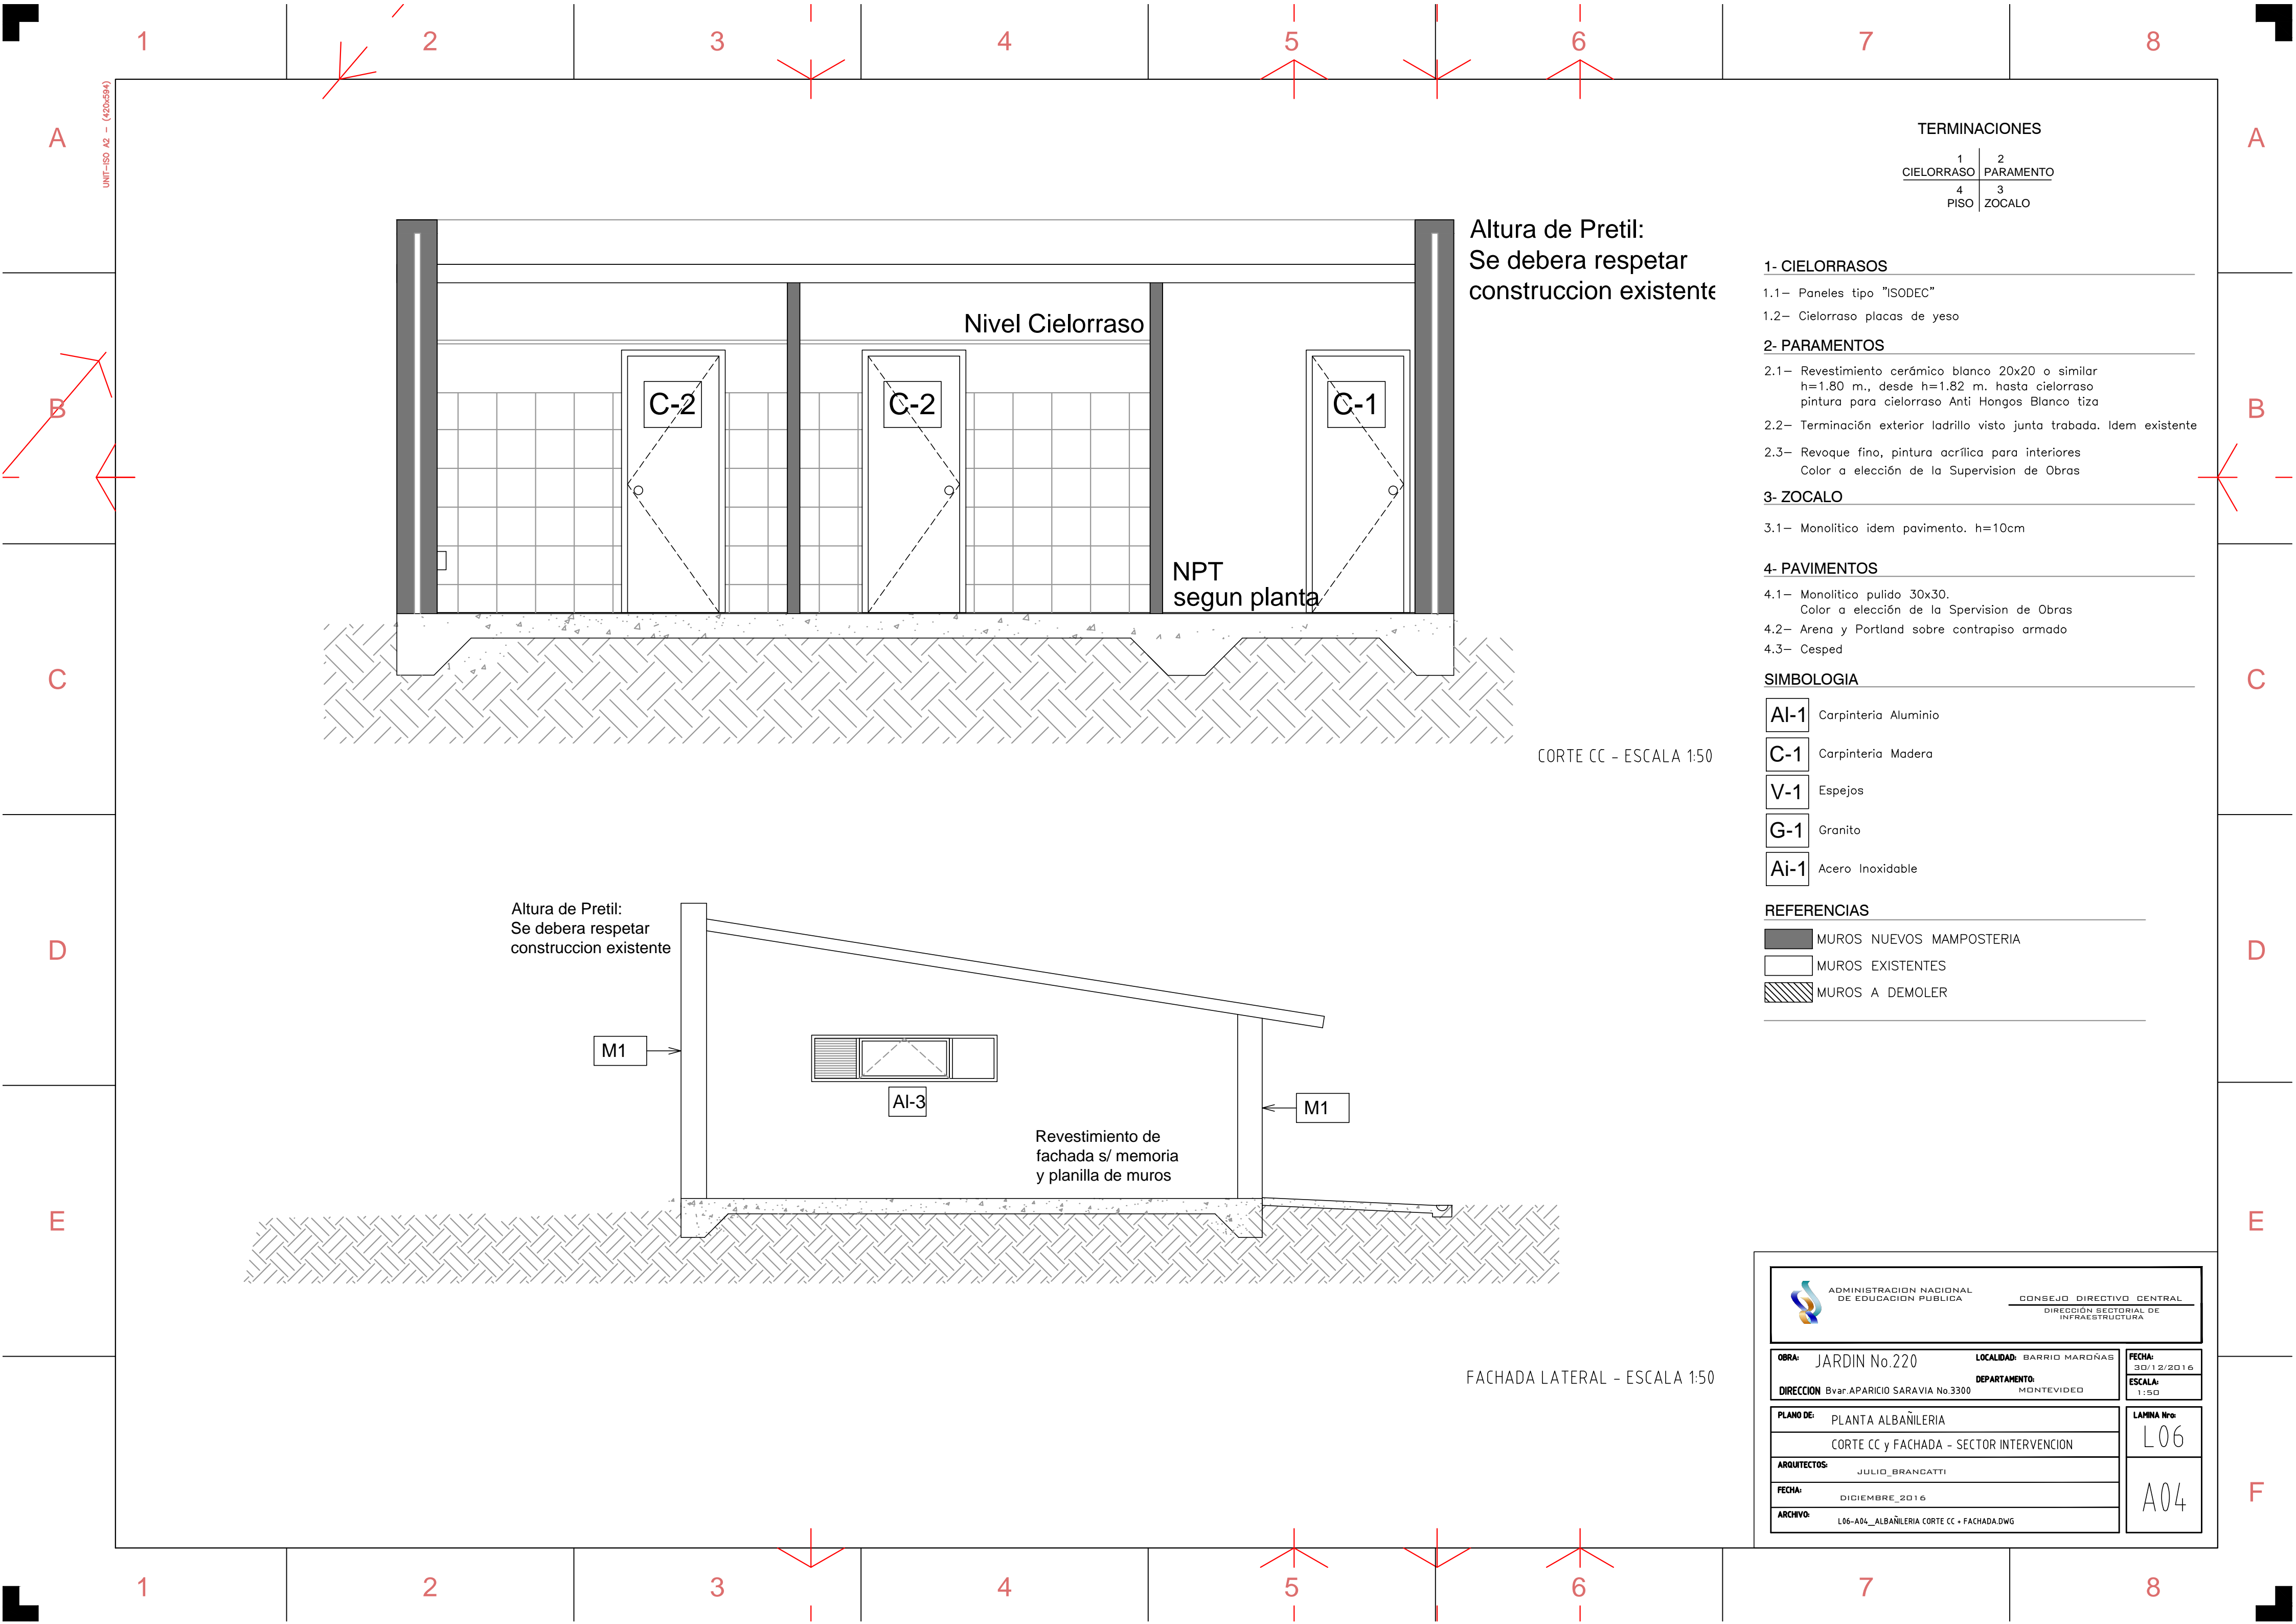 1 2 3 4 5 6 7 8
A A
UNIT-ISO A2 - (420x594)
B B
C C
D D
E E
F
Altura de Pretil:
Se debera respetar
construccion existente
Nivel Cielorraso
C-2
C-2
C-1
NPT
segun planta
CORTE CC - ESCALA 1:50
Altura de Pretil:
Se debera respetar
construccion existente
M1
Al-3
M1
Revestimiento de
fachada s/ memoria
y planilla de muros
FACHADA LATERAL - ESCALA 1:50
TERMINACIONES
1 2
CIELORRASO PARAMENTO
4 3
PISO ZOCALO
1- CIELORRASOS
1.1- Paneles tipo "ISODEC"
1.2- Cielorraso placas de yeso
2- PARAMENTOS
2.1- Revestimiento cerámico blanco 20x20 o similar
h=1.80 m., desde h=1.82 m. hasta cielorraso
pintura para cielorraso Anti Hongos Blanco tiza
2.2- Terminación exterior ladrillo visto junta trabada. Idem existente
2.3- Revoque fino, pintura acrílica para interiores
Color a elección de la Supervision de Obras
3- ZOCALO
3.1- Monolitico idem pavimento. h=10cm
4- PAVIMENTOS
4.1- Monolitico pulido 30x30.
Color a elección de la Spervision de Obras
4.2- Arena y Portland sobre contrapiso armado
4.3- Cesped
SIMBOLOGIA
Al-1 Carpinteria Aluminio
C-1 Carpinteria Madera
V-1 Espejos
G-1 Granito
Ai-1 Acero Inoxidable
REFERENCIAS
MUROS NUEVOS MAMPOSTERIA
MUROS EXISTENTES
MUROS A DEMOLER
ADMINISTRACION NACIONAL
DE EDUCACION PUBLICA
CONSEJO DIRECTIVO CENTRAL
DIRECCIÓN SECTORIAL DE
INFRAESTRUCTURA
OBRA: JARDIN No.220
LOCALIDAD: BARRIO MAROÑAS
FECHA:
30/12/2016
DIRECCION Bvar.APARICIO SARAVIA No.3300
DEPARTAMENTO:
MONTEVIDEO
ESCALA:
1:50
PLANO DE: PLANTA ALBAÑILERIA
CORTE CC y FACHADA - SECTOR INTERVENCION
LAMINA Nro:
L06
ARQUITECTOS:
JULIO_BRANCATTI
FECHA:
DICIEMBRE_2016
ARCHIVO:
L06-A04_ALBAÑILERIA CORTE CC + FACHADA.DWG
A04
1 2 3 4 5 6 7 8